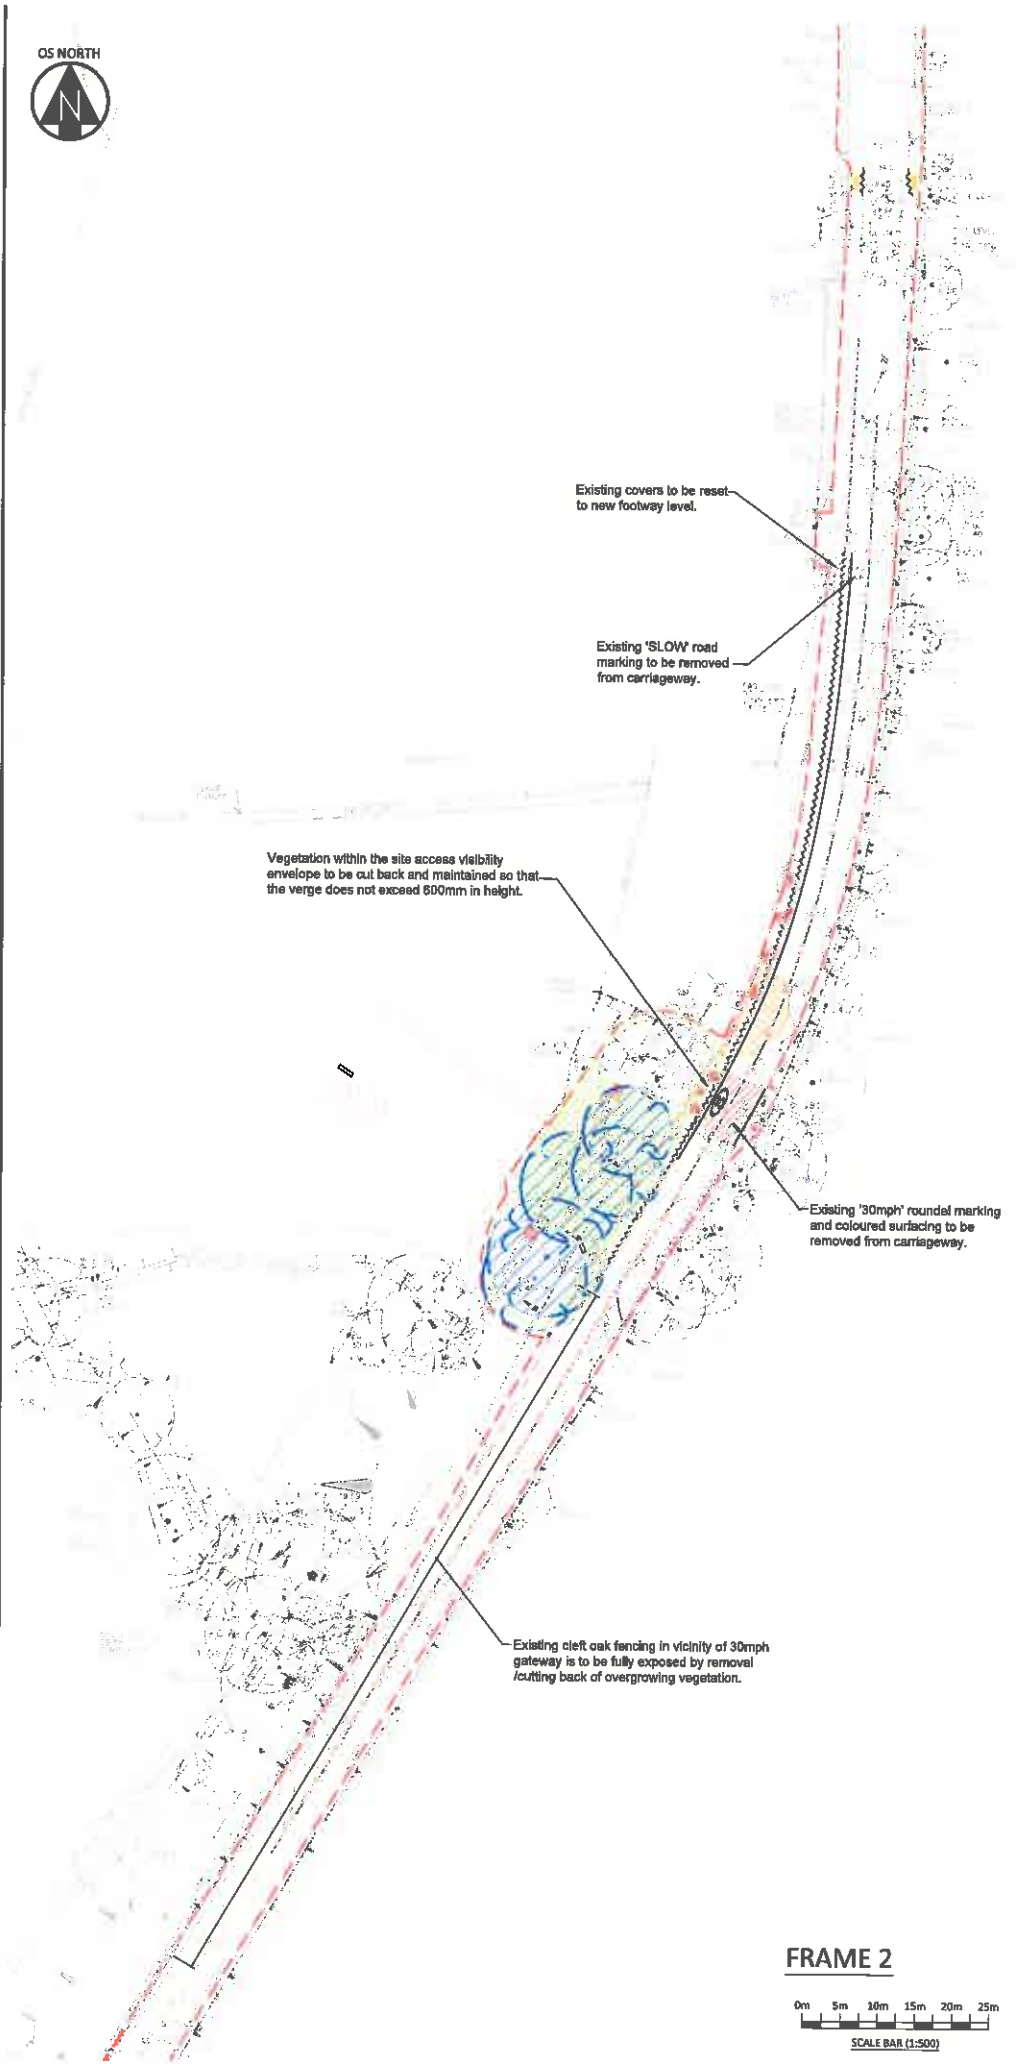 OS NORTH
N
Existing covers to be reset
to new footway level.
Existing 'SLOW' road
marking to be removed
from carriageway.
Vegetation within the site access visibility
envelope to be cut back and maintained so that
the verge does not exceed 600mm in height.
Existing '30mph' roundel marking
and coloured surfacing to be
removed from carriageway.
Existing cleft oak fencing in vicinity of 30mph
gateway is to be fully exposed by removal
/cutting back of overgrowing vegetation.
FRAME 2
0m 5m 10m 15m 20m 25m
SCALE BAR (1:500)